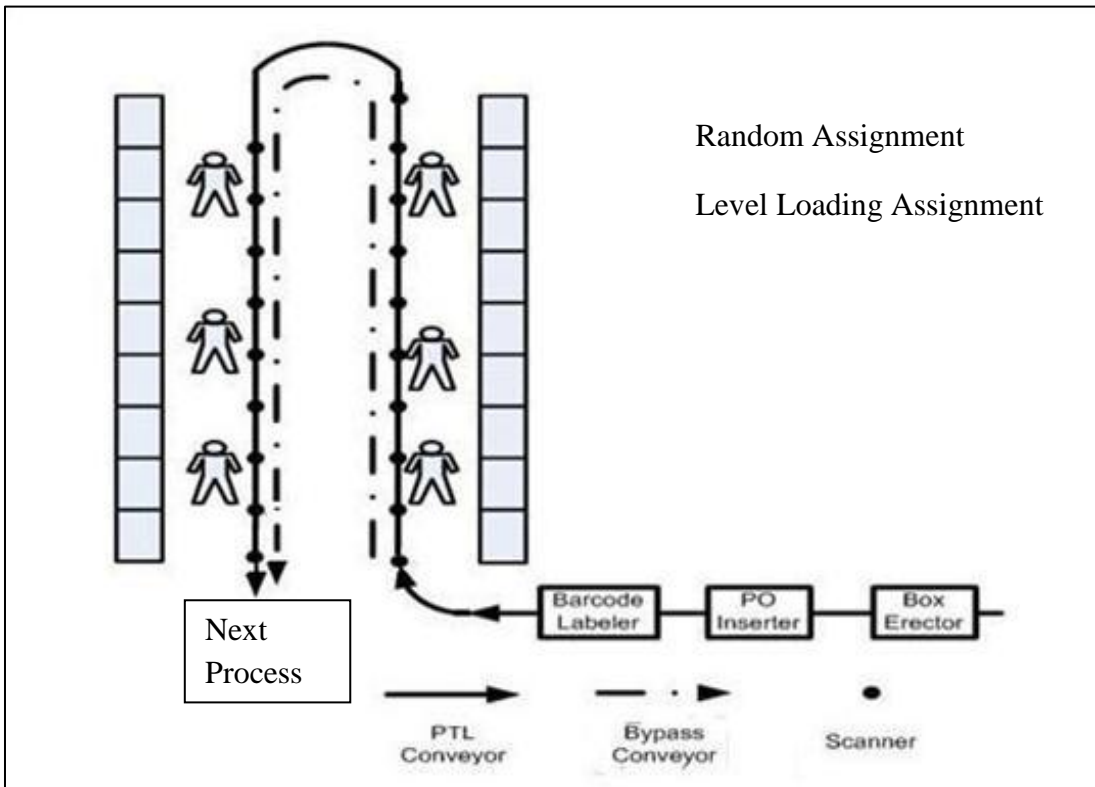 Random Assignment
Level Loading Assignment
Barcode
Labeler
PO
Inserter
Box
Erector
Next
Process
PTL
Conveyor
Bypass
Conveyor
Scanner